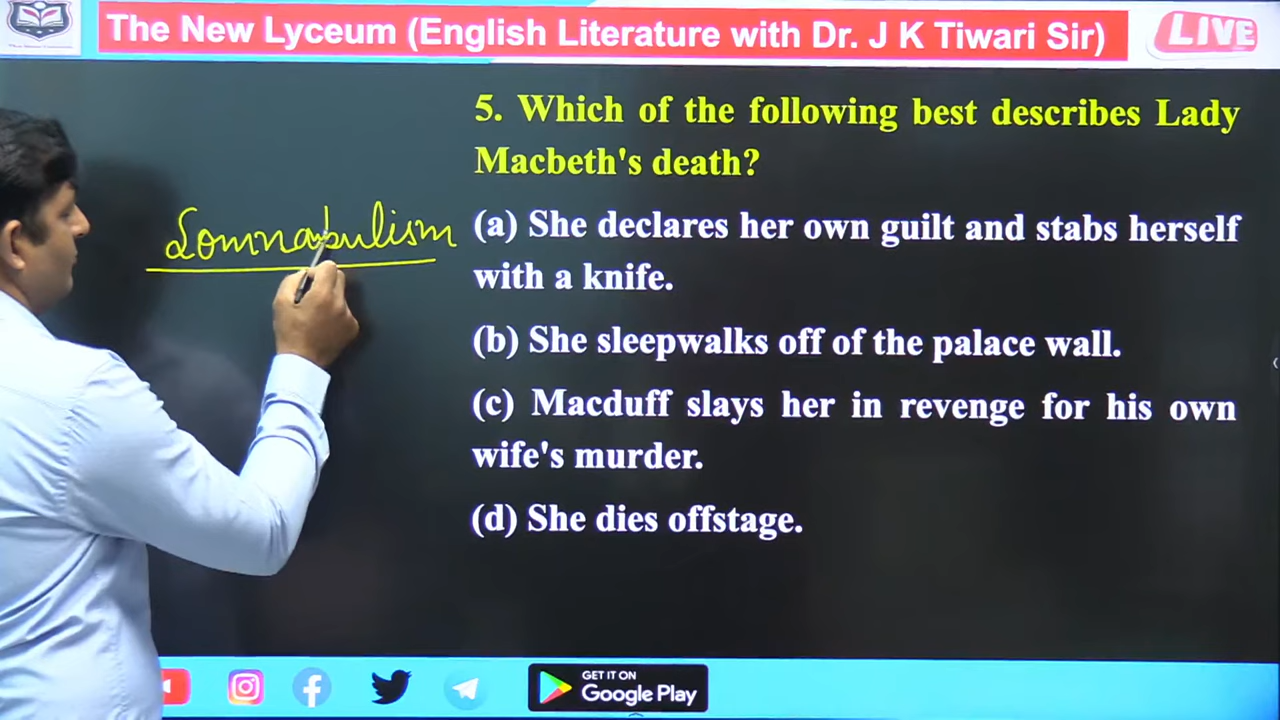 The New Lyceum (English Literature with Dr. J K Tiwari Sir)
LIVE
5. Which of the following best describes Lady
Macbeth's death?
Somnabulism
(a) She declares her own guilt and stabs herself
with a knife.
(b) She sleepwalks off of the palace wall.
(c) Macduff slays her in revenge for his own
wife's murder.
(d) She dies offstage.
GET IT ON
Google Play